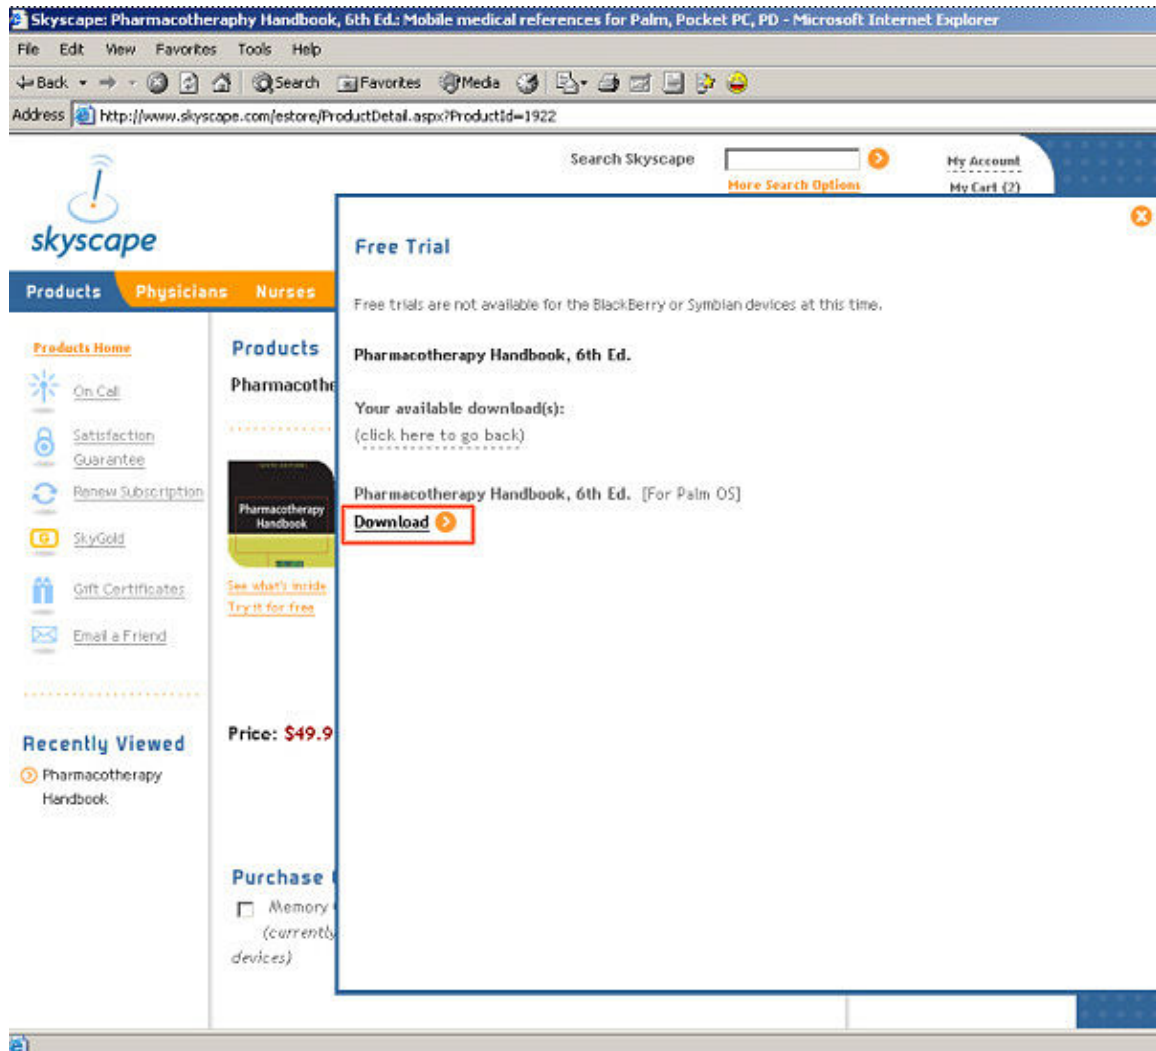 Skyscape: Pharmacotheraphy Handbook, 6th Ed.: Mobile medical references for Palm, Pocket PC, PD - Microsoft Internet Explorer
File Edit View Favorites Tools Help
Back Search Favorites Media
Address http://www.skyscape.com/estore/ProductDetail.aspx?ProductId=1922
Search Skyscape
My Account
More Search Options
My Cart (2)
skyscape
Products Physicians Nurses
Free Trial
Free trials are not available for the BlackBerry or Symbian devices at this time.
Pharmacotherapy Handbook, 6th Ed.
Your available download(s):
(click here to go back)
Pharmacotherapy Handbook, 6th Ed. [For Palm OS]
Download
Products Home
On Call
Satisfaction
Guarantee
Renew Subscription
SkyGold
Gift Certificates
Email a Friend
Recently Viewed
Pharmacotherapy
Handbook
Products
Pharmacothe
Pharmacotherapy
Handbook
See what's inside
Try it for free
Price: $49.9
Purchase
Memory
(currently
devices)